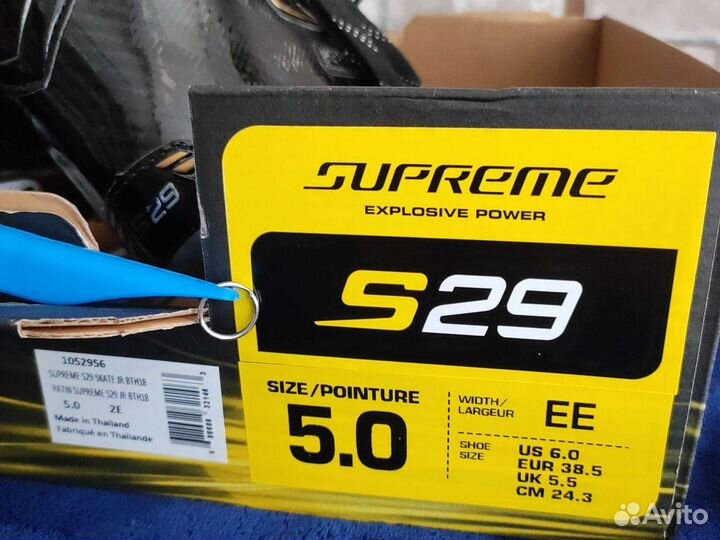 SUPREME
EXPLOSIVE POWER
S29
29
1052956
SUPREME S29 SKATE JR BTH18
PATIN SUPREME S29 JR BTH18
5.0 2E
Made in Thailand
Fabriqué en Thaïlande
SIZE/POINTURE
5.0
WIDTH/
LARGEUR
EE
SHOE
SIZE
US 6.0
EUR 38.5
UK 5.5
CM 24.3
Avito